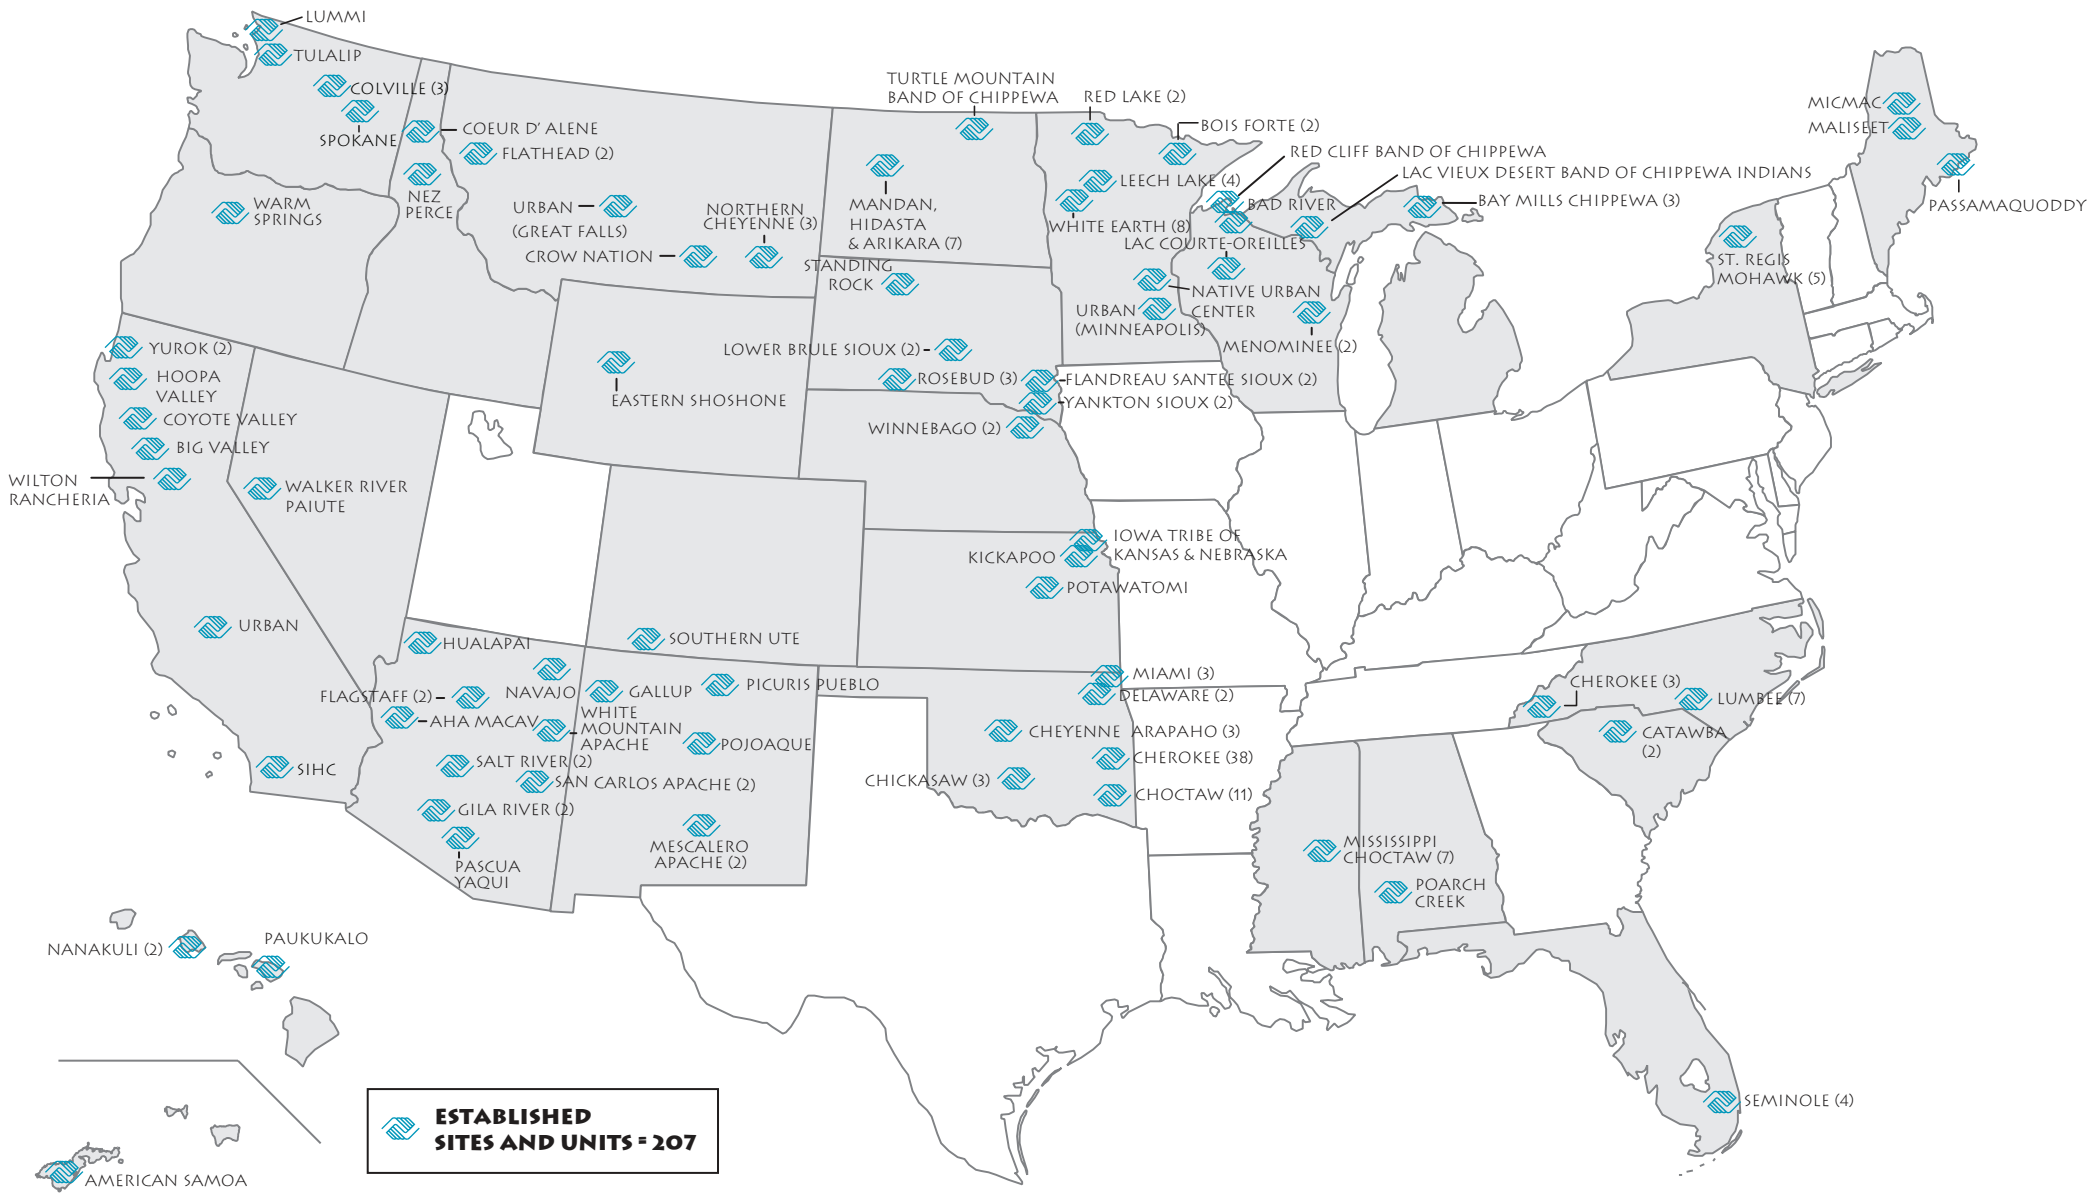 LUMMI
TULALIP
COLVILLE (3)
SPOKANE
COEUR D' ALENE
FLATHEAD (2)
NEZ
PERCE
WARM
SPRINGS
URBAN
(GREAT FALLS)
CROW NATION
NORTHERN
CHEYENNE (3)
TURTLE MOUNTAIN
BAND OF CHIPPEWA
MANDAN,
HIDASTA
& ARIKARA (7)
STANDING
ROCK
RED LAKE (2)
BOIS FORTE (2)
LEECH LAKE (4)
WHITE EARTH (8)
RED CLIFF BAND OF CHIPPEWA
LAC VIEUX DESERT BAND OF CHIPPEWA INDIANS
BAD RIVER
BAY MILLS CHIPPEWA (3)
LAC COURTE-OREILLES
NATIVE URBAN
CENTER
URBAN
(MINNEAPOLIS)
MENOMINEE (2)
MICMAC
MALISEET
PASSAMAQUODDY
ST. REGIS
MOHAWK (5)
YUROK (2)
HOOPA
VALLEY
COYOTE VALLEY
BIG VALLEY
WILTON
RANCHERIA
WALKER RIVER
PAIUTE
URBAN
SIHC
EASTERN SHOSHONE
LOWER BRULE SIOUX (2)
ROSEBUD (3)
FLANDREAU SANTEE SIOUX (2)
YANKTON SIOUX (2)
WINNEBAGO (2)
IOWA TRIBE OF
KANSAS & NEBRASKA
KICKAPOO
POTAWATOMI
SOUTHERN UTE
HUALAPAI
NAVAJO
FLAGSTAFF (2)
AHA MACAV
GALLUP
WHITE
MOUNTAIN
APACHE
PICURIS PUEBLO
POJOAQUE
SALT RIVER (2)
SAN CARLOS APACHE (2)
GILA RIVER (2)
PASCUA
YAQUI
MESCALERO
APACHE (2)
MIAMI (3)
DELAWARE (2)
CHEYENNE ARAPAHO (3)
CHEROKEE (38)
CHICKASAW (3)
CHOCTAW (11)
CHEROKEE (3)
LUMBEE (7)
CATAWBA
(2)
MISSISSIPPI
CHOCTAW (7)
POARCH
CREEK
SEMINOLE (4)
NANAKULI (2)
PAUKUKALO
AMERICAN SAMOA
ESTABLISHED
SITES AND UNITS = 207